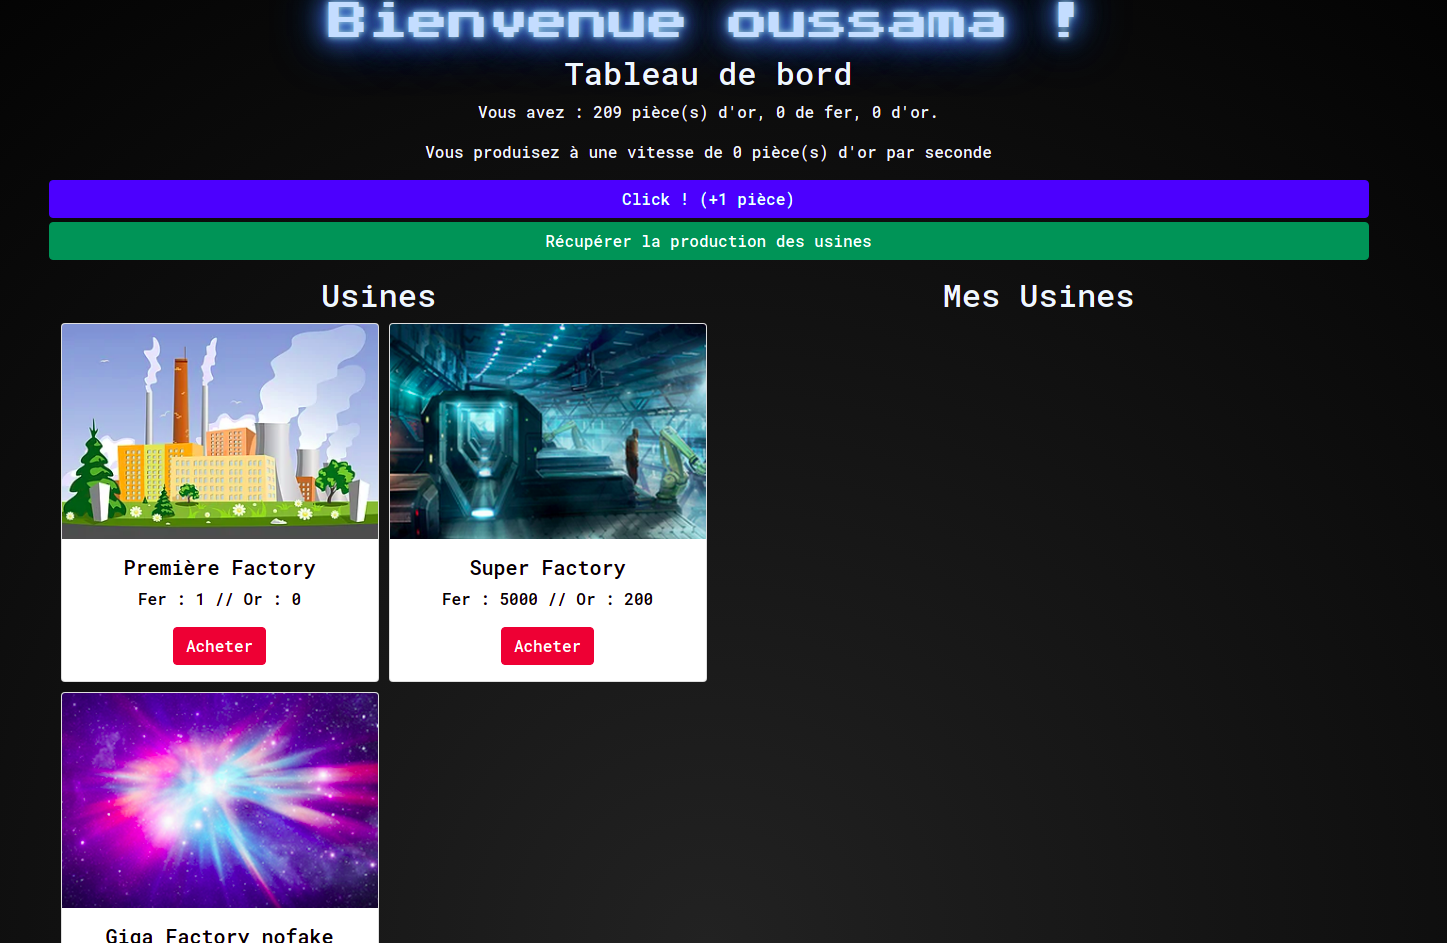 Bienvenue oussama !
Tableau de bord
Vous avez : 209 pièce(s) d'or, 0 de fer, 0 d'or.
Vous produisez à une vitesse de 0 pièce(s) d'or par seconde
Click ! (+1 pièce)
Récupérer la production des usines
Usines
Première Factory
Fer : 1 // Or : 0
Acheter
Super Factory
Fer : 5000 // Or : 200
Acheter
Giga Factory nofake
Mes Usines